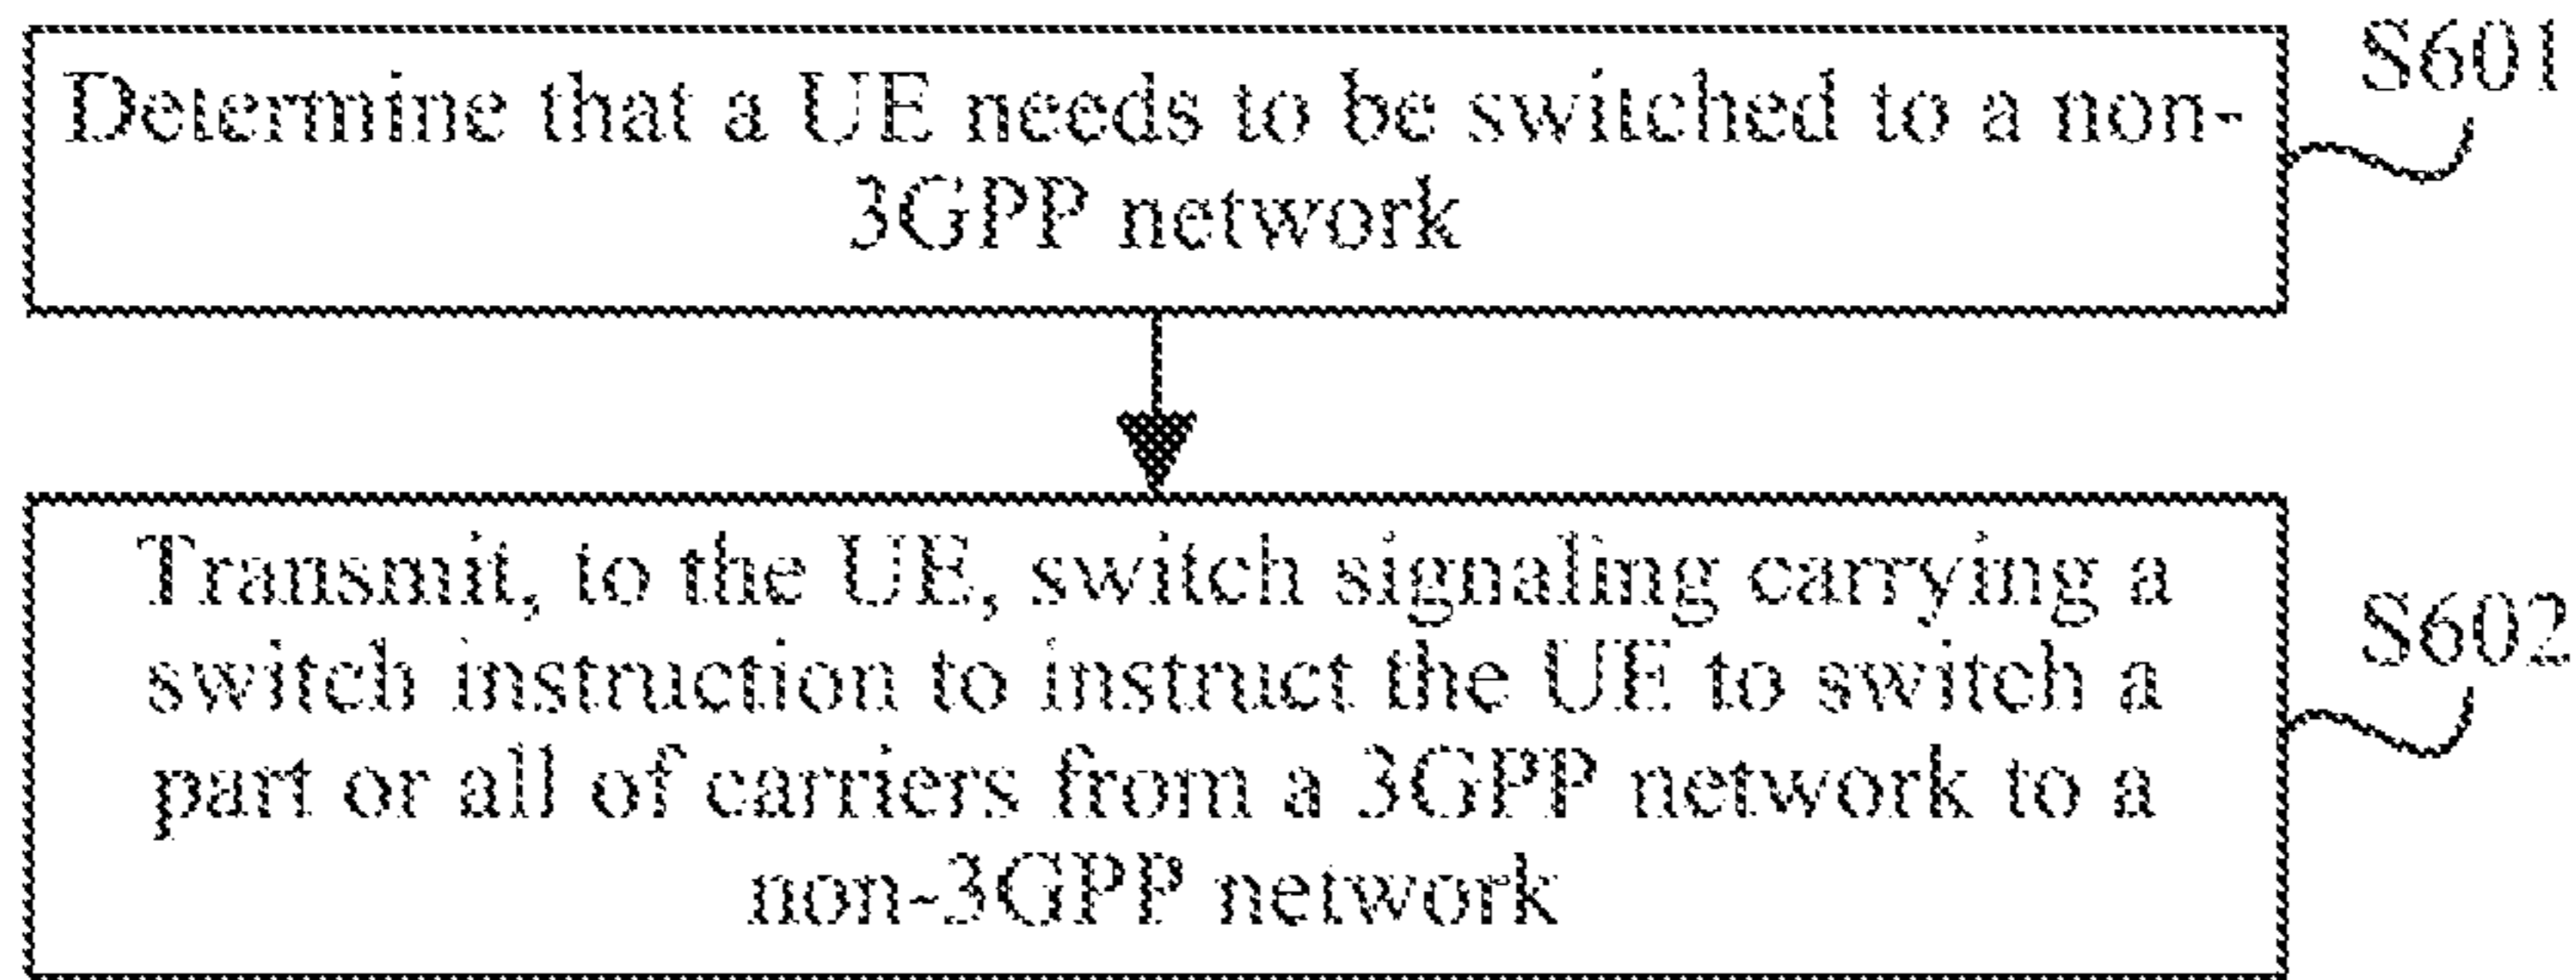 Determine that a UE needs to be switched to a non-
3GPP network
S601
Transmit, to the UE, switch signaling carrying a
switch instruction to instruct the UE to switch a
part or all of carriers from a 3GPP network to a
non-3GPP network
S602